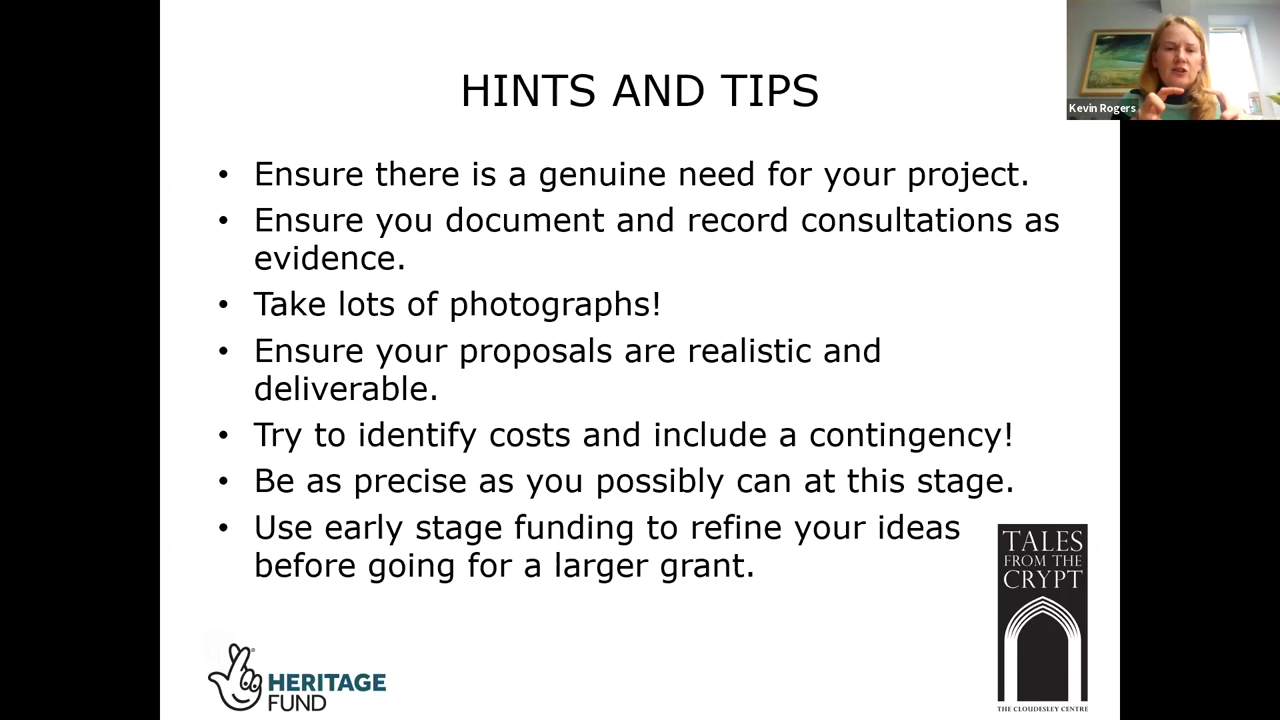 HINTS AND TIPS
Kevin Rogers
• Ensure there is a genuine need for your project.
• Ensure you document and record consultations as
evidence.
• Take lots of photographs!
• Ensure your proposals are realistic and
deliverable.
• Try to identify costs and include a contingency!
• Be as precise as you possibly can at this stage.
• Use early stage funding to refine your ideas
before going for a larger grant.
TALES
FROM THE
CRYPT
THE CLOUDESLEY CENTRE
HERITAGE
FUND